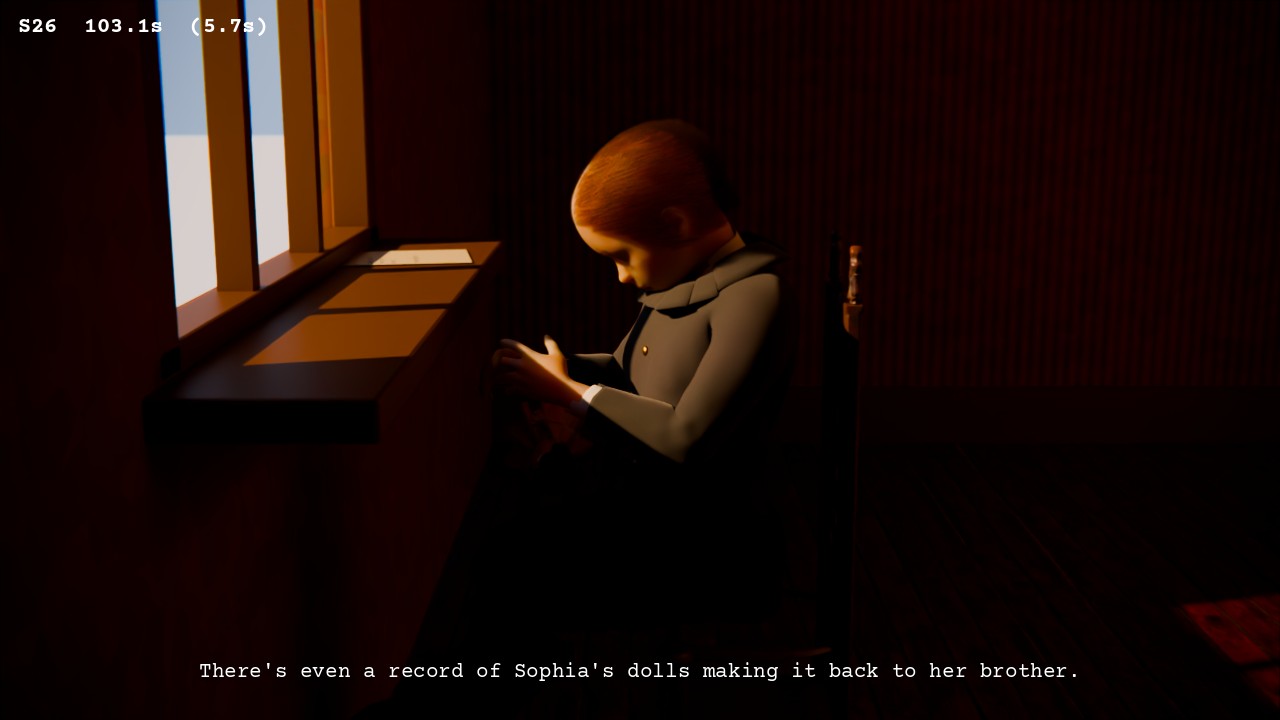 S26  103.1s  (5.7s)
There's even a record of Sophia's dolls making it back to her brother.